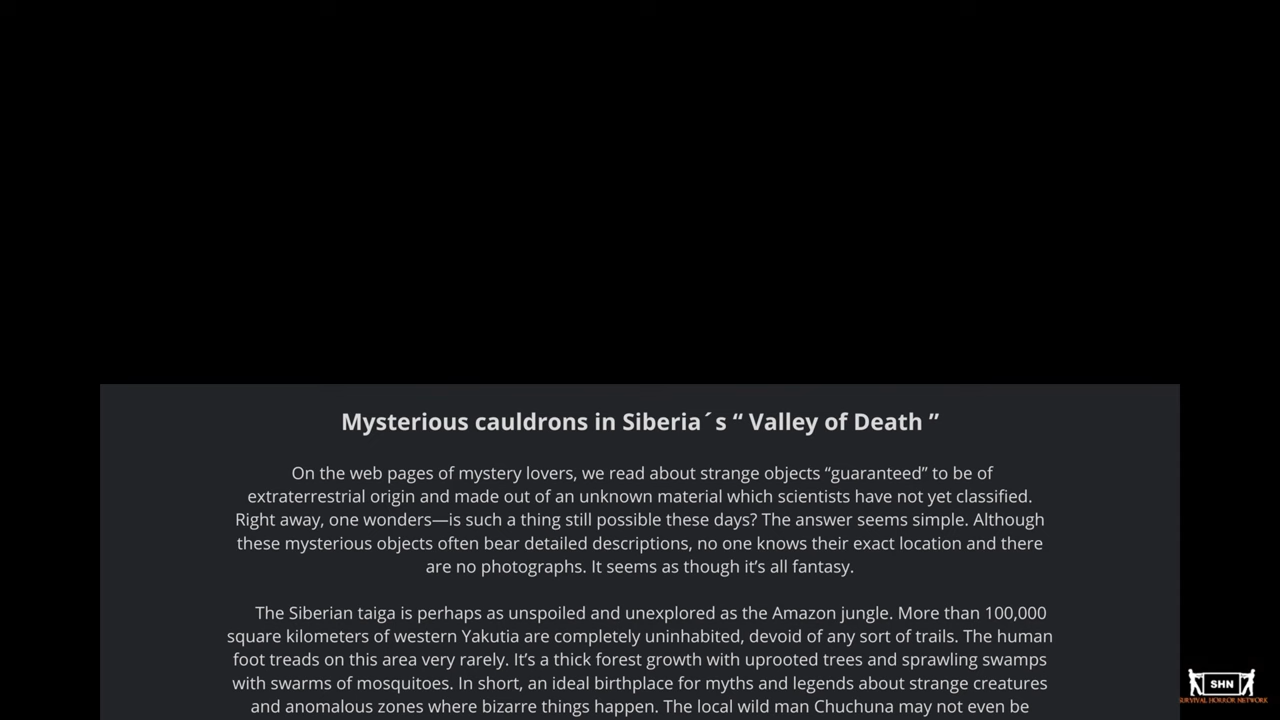 Mysterious cauldrons in Siberia´s “ Valley of Death ”
On the web pages of mystery lovers, we read about strange objects “guaranteed” to be of
extraterrestrial origin and made out of an unknown material which scientists have not yet classified.
Right away, one wonders—is such a thing still possible these days? The answer seems simple. Although
these mysterious objects often bear detailed descriptions, no one knows their exact location and there
are no photographs. It seems as though it’s all fantasy.
The Siberian taiga is perhaps as unspoiled and unexplored as the Amazon jungle. More than 100,000
square kilometers of western Yakutia are completely uninhabited, devoid of any sort of trails. The human
foot treads on this area very rarely. It’s a thick forest growth with uprooted trees and sprawling swamps
with swarms of mosquitoes. In short, an ideal birthplace for myths and legends about strange creatures
and anomalous zones where bizarre things happen. The local wild man Chuchuna may not even be
SHN
SURVIVAL HORROR NETWORK